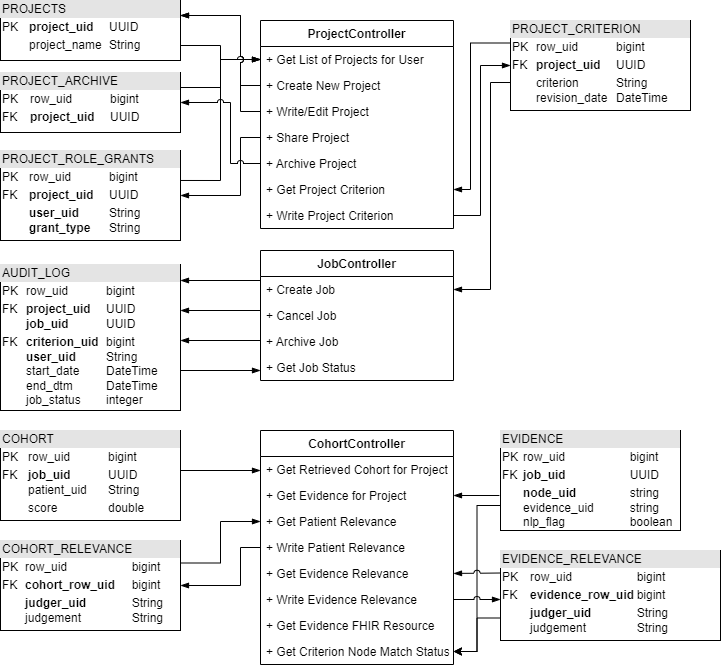 PROJECTS
PK project_uid UUID
project_name String
PROJECT_ARCHIVE
PK row_uid bigint
FK project_uid UUID
PROJECT_ROLE_GRANTS
PK row_uid bigint
FK project_uid UUID
user_uid String
grant_type String
ProjectController
+ Get List of Projects for User
+ Create New Project
+ Write/Edit Project
+ Share Project
+ Archive Project
+ Get Project Criterion
+ Write Project Criterion
PROJECT_CRITERION
PK row_uid bigint
FK project_uid UUID
criterion String
revision_date DateTime
AUDIT_LOG
PK row_uid bigint
FK project_uid UUID
job_uid UUID
FK criterion_uid bigint
user_uid String
start_date DateTime
end_dtm DateTime
job_status integer
JobController
+ Create Job
+ Cancel Job
+ Archive Job
+ Get Job Status
COHORT
PK row_uid bigint
FK job_uid UUID
patient_uid String
score double
COHORT_RELEVANCE
PK row_uid bigint
FK cohort_row_uid bigint
judger_uid String
judgement String
CohortController
+ Get Retrieved Cohort for Project
+ Get Evidence for Project
+ Get Patient Relevance
+ Write Patient Relevance
+ Get Evidence Relevance
+ Write Evidence Relevance
+ Get Evidence FHIR Resource
+ Get Criterion Node Match Status
EVIDENCE
PK row_uid bigint
FK job_uid UUID
node_uid string
evidence_uid string
nlp_flag boolean
EVIDENCE_RELEVANCE
PK row_uid bigint
FK evidence_row_uid bigint
judger_uid String
judgement String